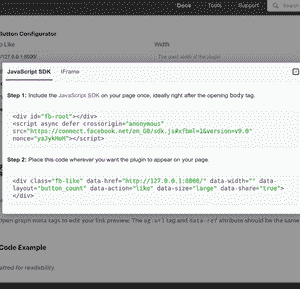 Docs Tools Support Search
Button Configurator
to Like Width
127.0.0.1:8000/ The pixel width of the plugin
JavaScript SDK IFrame
Step 1: Include the JavaScript SDK on your page once, ideally right after the opening body tag.
<div id="fb-root"></div>
<script async defer crossorigin="anonymous"
src="https://connect.facebook.net/en_GB/sdk.js#xfbml=1&version=v9.0"
nonce="yaJykHoH"></script>
Step 2: Place this code wherever you want the plugin to appear on your page.
<div class="fb-like" data-href="http://127.0.0.1:8000/" data-width="" data-
layout="button_count" data-action="like" data-size="large" data-share="true">
</div>
Open graph meta tags to edit your link preview. The og:url tag and data-href attribute should be the same
Code Example
for readability.